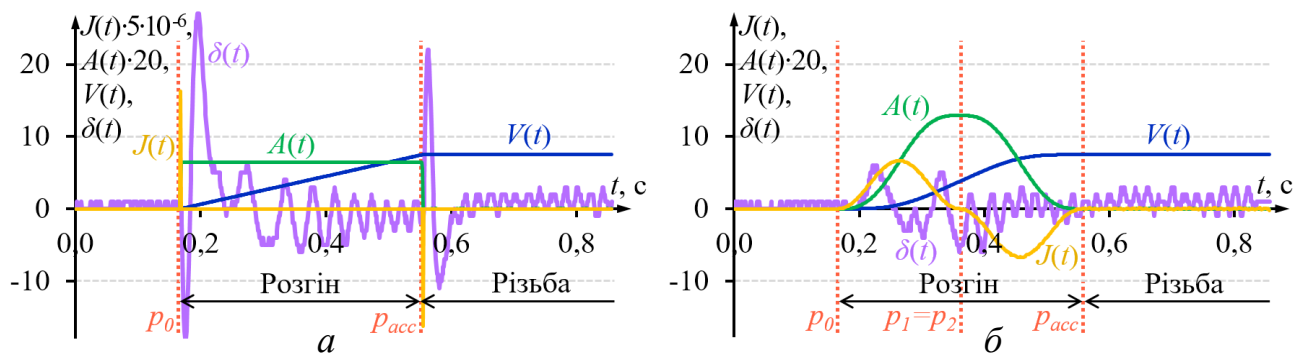 J(t)·5·10⁻⁶,
A(t)·20,
V(t),
δ(t)
20
10
0
-10
δ(t)
J(t)
A(t)
V(t)
t, с
0,0
0,2
0,4
0,6
0,8
Розгін
Різьба
p₀
pₐcc
а
J(t),
A(t)·20,
V(t),
δ(t)
20
10
0
-10
A(t)
V(t)
t, с
0,0
0,2
0,4
0,6
0,8
δ(t)
J(t)
Розгін
Різьба
p₀
p₁=p₂
pₐcc
б